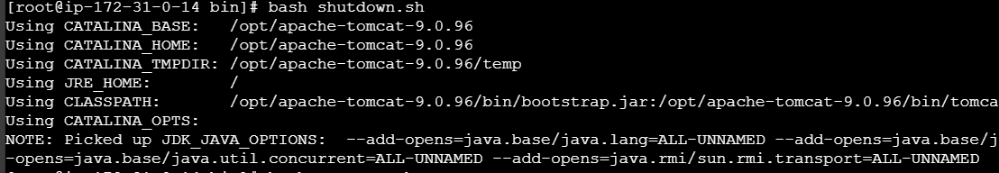 [root@ip-172-31-0-14 bin]# bash shutdown.sh
Using CATALINA_BASE:   /opt/apache-tomcat-9.0.96
Using CATALINA_HOME:   /opt/apache-tomcat-9.0.96
Using CATALINA_TMPDIR: /opt/apache-tomcat-9.0.96/temp
Using JRE_HOME:        /
Using CLASSPATH:       /opt/apache-tomcat-9.0.96/bin/bootstrap.jar:/opt/apache-tomcat-9.0.96/bin/tomca
Using CATALINA_OPTS:
NOTE: Picked up JDK_JAVA_OPTIONS:  --add-opens=java.base/java.lang=ALL-UNNAMED --add-opens=java.base/j
-opens=java.base/java.util.concurrent=ALL-UNNAMED --add-opens=java.rmi/sun.rmi.transport=ALL-UNNAMED